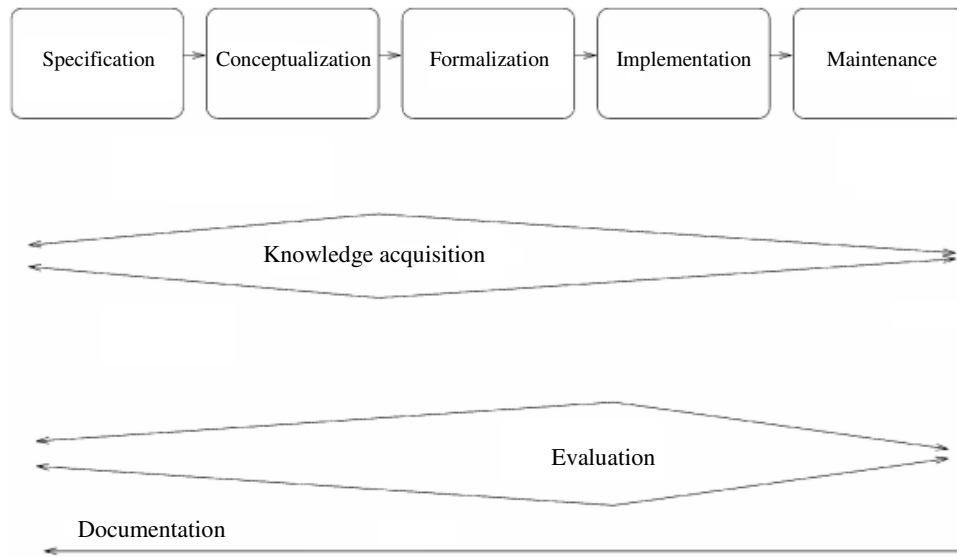 Specification Conceptualization Formalization Implementation Maintenance
Knowledge acquisition
Evaluation
Documentation